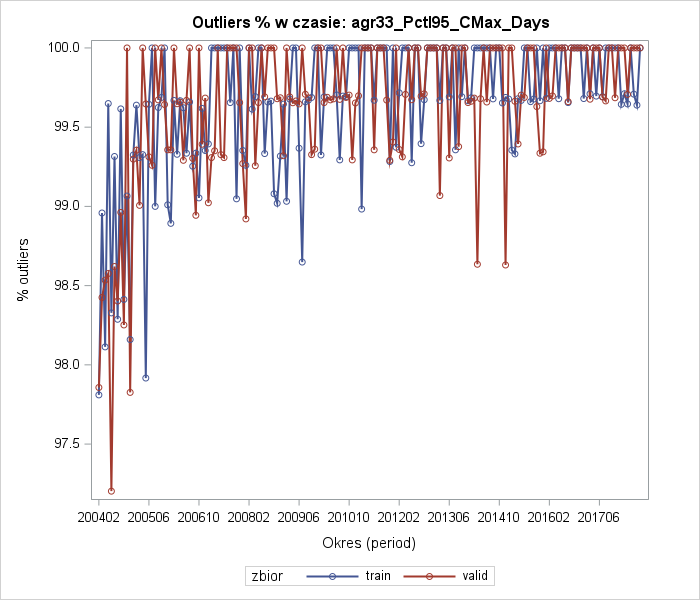 Outliers % w czasie: agr33_Pctl95_CMax_Days
100.0
99.5
99.0
98.5
98.0
97.5
% outliers
200402 200506 200610 200802 200906 201010 201202 201306 201410 201602 201706
Okres (period)
zbior train valid